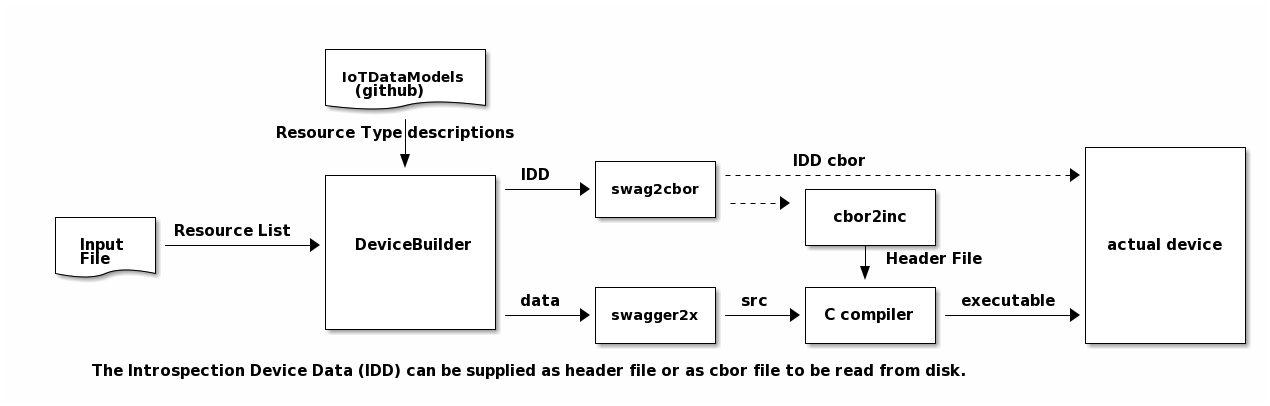 IoTDataModels
(github)
Resource Type descriptions
IDD
swag2cbor
IDD cbor
cbor2inc
Input
File
Resource List
DeviceBuilder
actual device
Header File
data
swagger2x
src
C compiler
executable
The Introspection Device Data (IDD) can be supplied as header file or as cbor file to be read from disk.